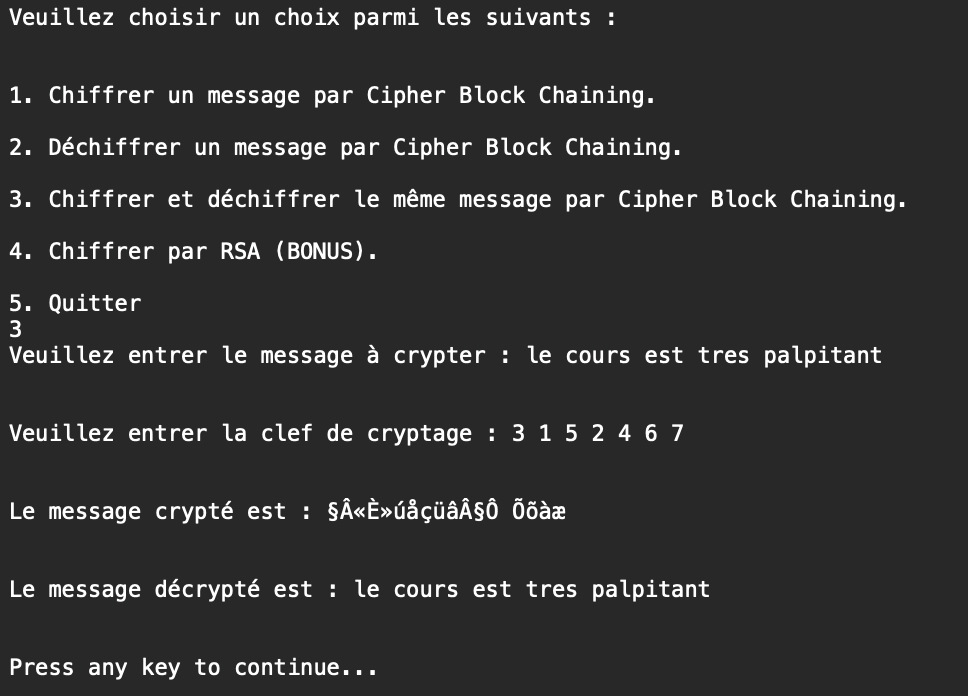 Veuillez choisir un choix parmi les suivants :
1. Chiffrer un message par Cipher Block Chaining.
2. Déchiffrer un message par Cipher Block Chaining.
3. Chiffrer et déchiffrer le même message par Cipher Block Chaining.
4. Chiffrer par RSA (BONUS).
5. Quitter
3
Veuillez entrer le message à crypter : le cours est tres palpitant
Veuillez entrer la clef de cryptage : 3 1 5 2 4 6 7
Le message crypté est : §Â«È»úåçüâÂ§Ô Õõàæ
Le message décrypté est : le cours est tres palpitant
Press any key to continue...